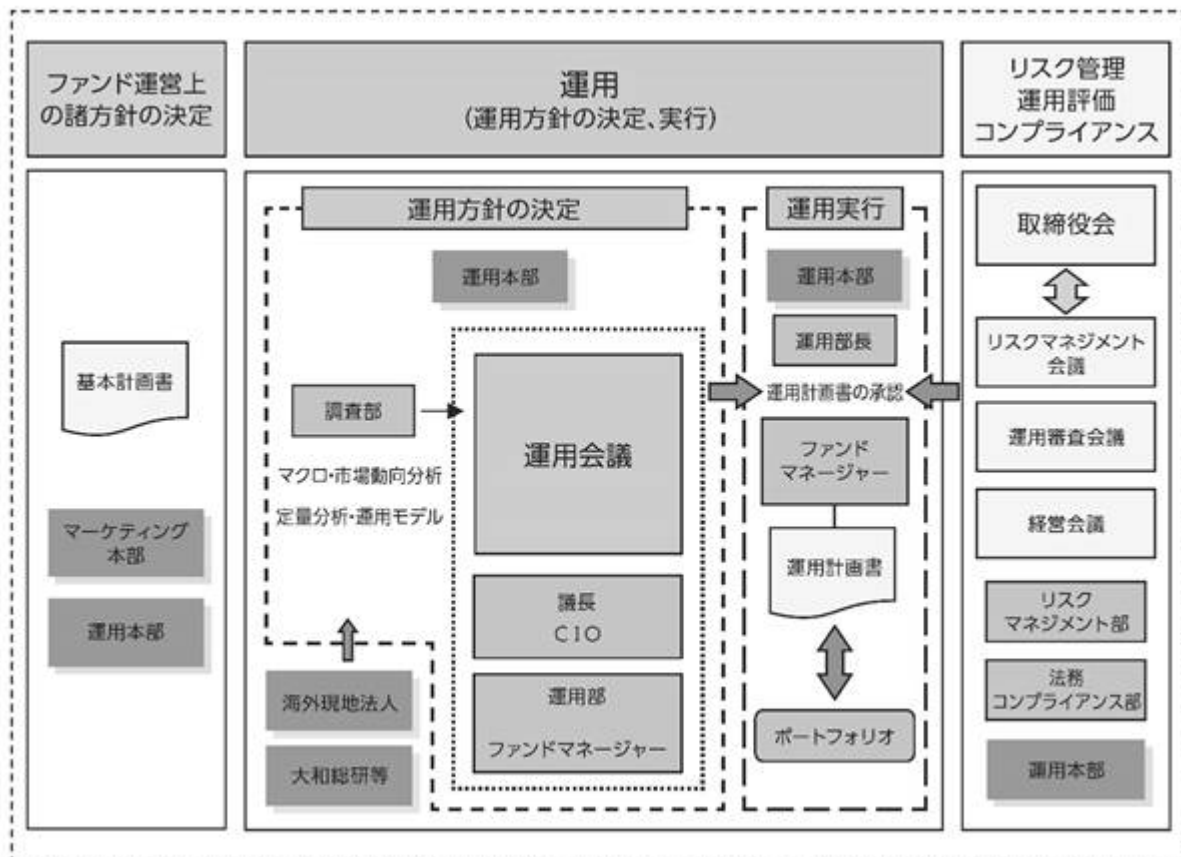 ファンド運営上
の諸方針の決定
運用
(運用方針の決定、実行)
リスク管理
運用評価
コンプライアンス
基本計画書
マーケティング
本部
運用本部
運用方針の決定
運用本部
調査部
マクロ・市場動向分析
定量分析・運用モデル
海外現地法人
大和総研等
運用会議
議長
CIO
運用部
ファンドマネージャー
運用実行
運用本部
運用部長
運用計画書の承認
ファンド
マネージャー
運用計画書
ポートフォリオ
取締役会
リスクマネジメント
会議
運用審査会議
経営会議
リスク
マネジメント部
法務
コンプライアンス部
運用本部